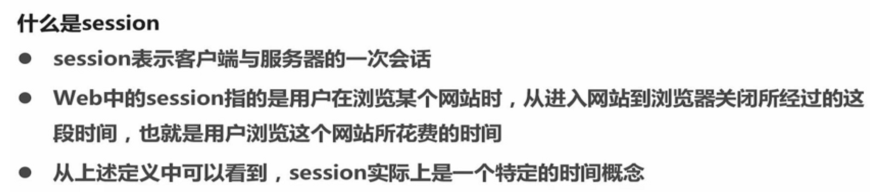 什么是session
● session表示客户端与服务器的一次会话
● Web中的session指的是用户在浏览某个网站时，从进入网站到浏览器关闭所经过的这
段时间，也就是用户浏览这个网站所花费的时间
● 从上述定义中可以看到，session实际上是一个特定的时间概念